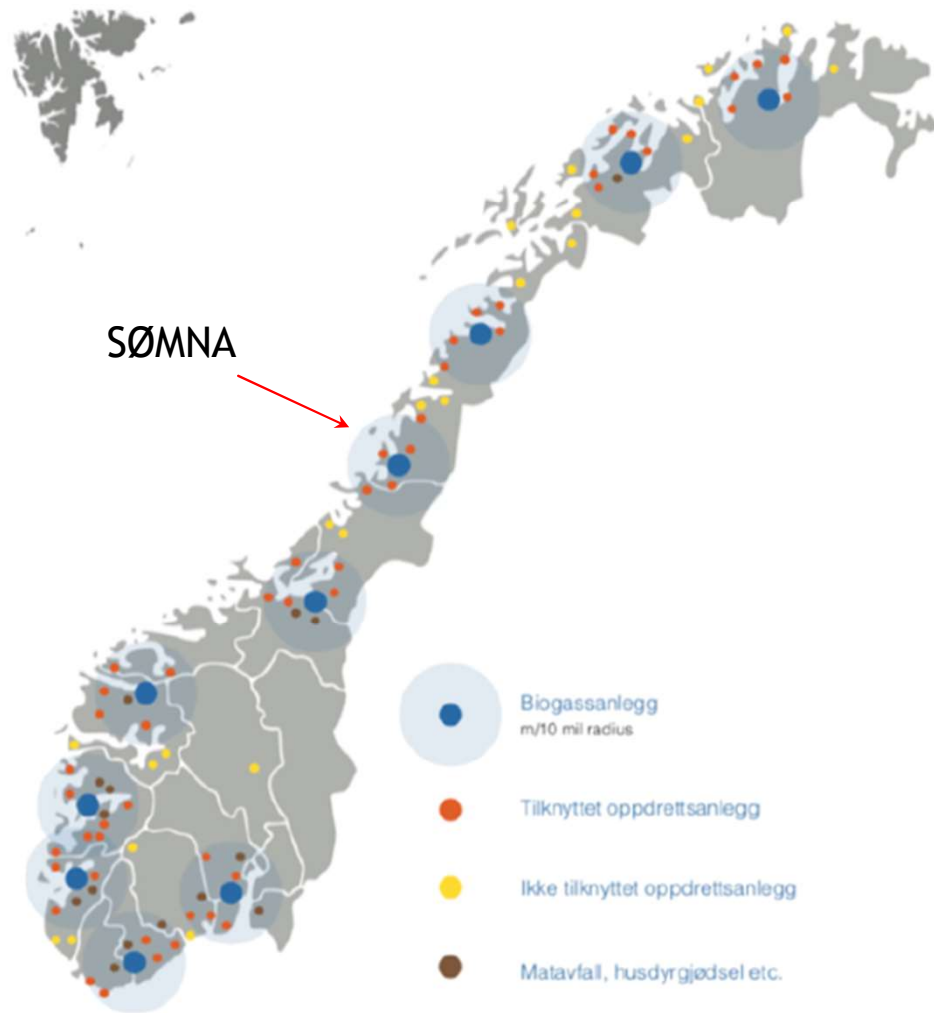 SØMNA
Biogassanlegg
m/10 mil radius
Tilknyttet oppdrettsanlegg
Ikke tilknyttet oppdrettsanlegg
Matavfall, husdyrgjødsel etc.